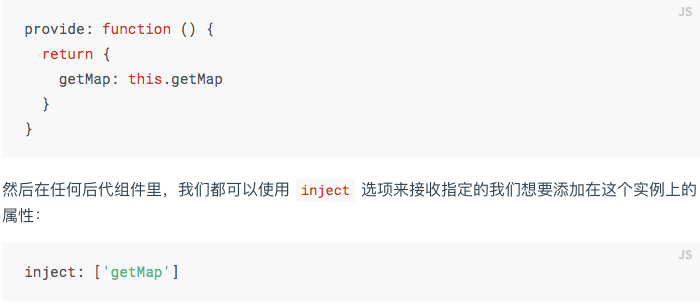 JS
provide: function () {
  return {
    getMap: this.getMap
  }
}
然后在任何后代组件里，我们都可以使用 inject 选项来接收指定的我们想要添加在这个实例上的
属性：
JS
inject: ['getMap']